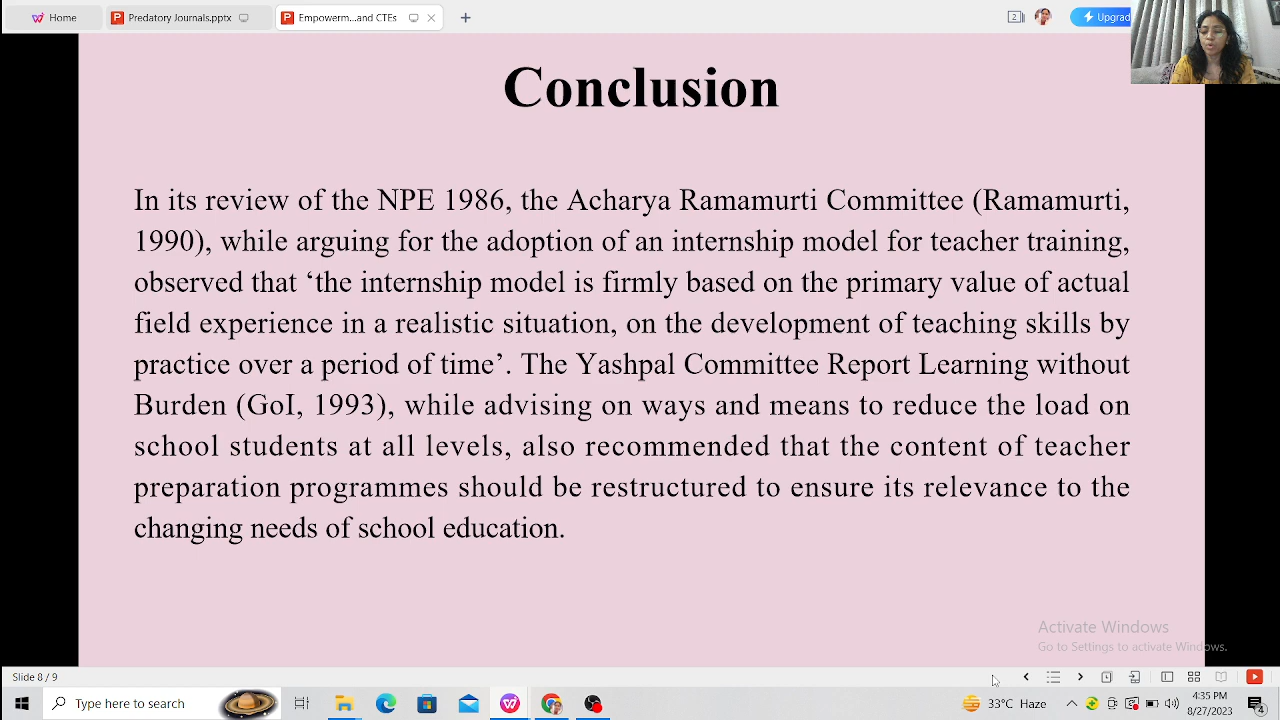 Home
Predatory Journals.pptx
Empowerm...and CTEs
2
Upgrad
Conclusion
In its review of the NPE 1986, the Acharya Ramamurti Committee (Ramamurti,
1990), while arguing for the adoption of an internship model for teacher training,
observed that ‘the internship model is firmly based on the primary value of actual
field experience in a realistic situation, on the development of teaching skills by
practice over a period of time’. The Yashpal Committee Report Learning without
Burden (GoI, 1993), while advising on ways and means to reduce the load on
school students at all levels, also recommended that the content of teacher
preparation programmes should be restructured to ensure its relevance to the
changing needs of school education.
Activate Windows
Go to Settings to activate Windows.
Slide 8 / 9
Type here to search
33°C Haze
4:35 PM
8/27/2023
4